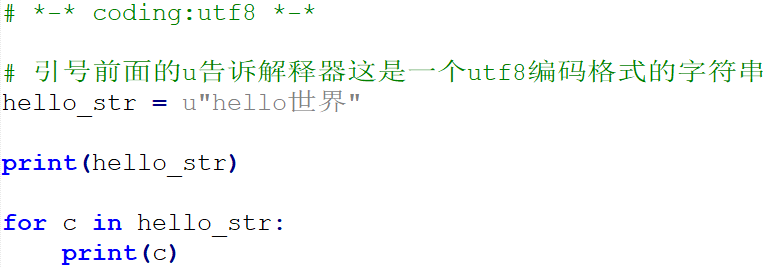 # *-* coding:utf8 *-*
# 引号前面的u告诉解释器这是一个utf8编码格式的字符串
hello_str = u"hello世界"
print(hello_str)
for c in hello_str:
    print(c)